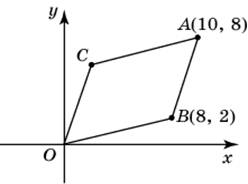 y
A(10, 8)
C
B(8, 2)
O
x